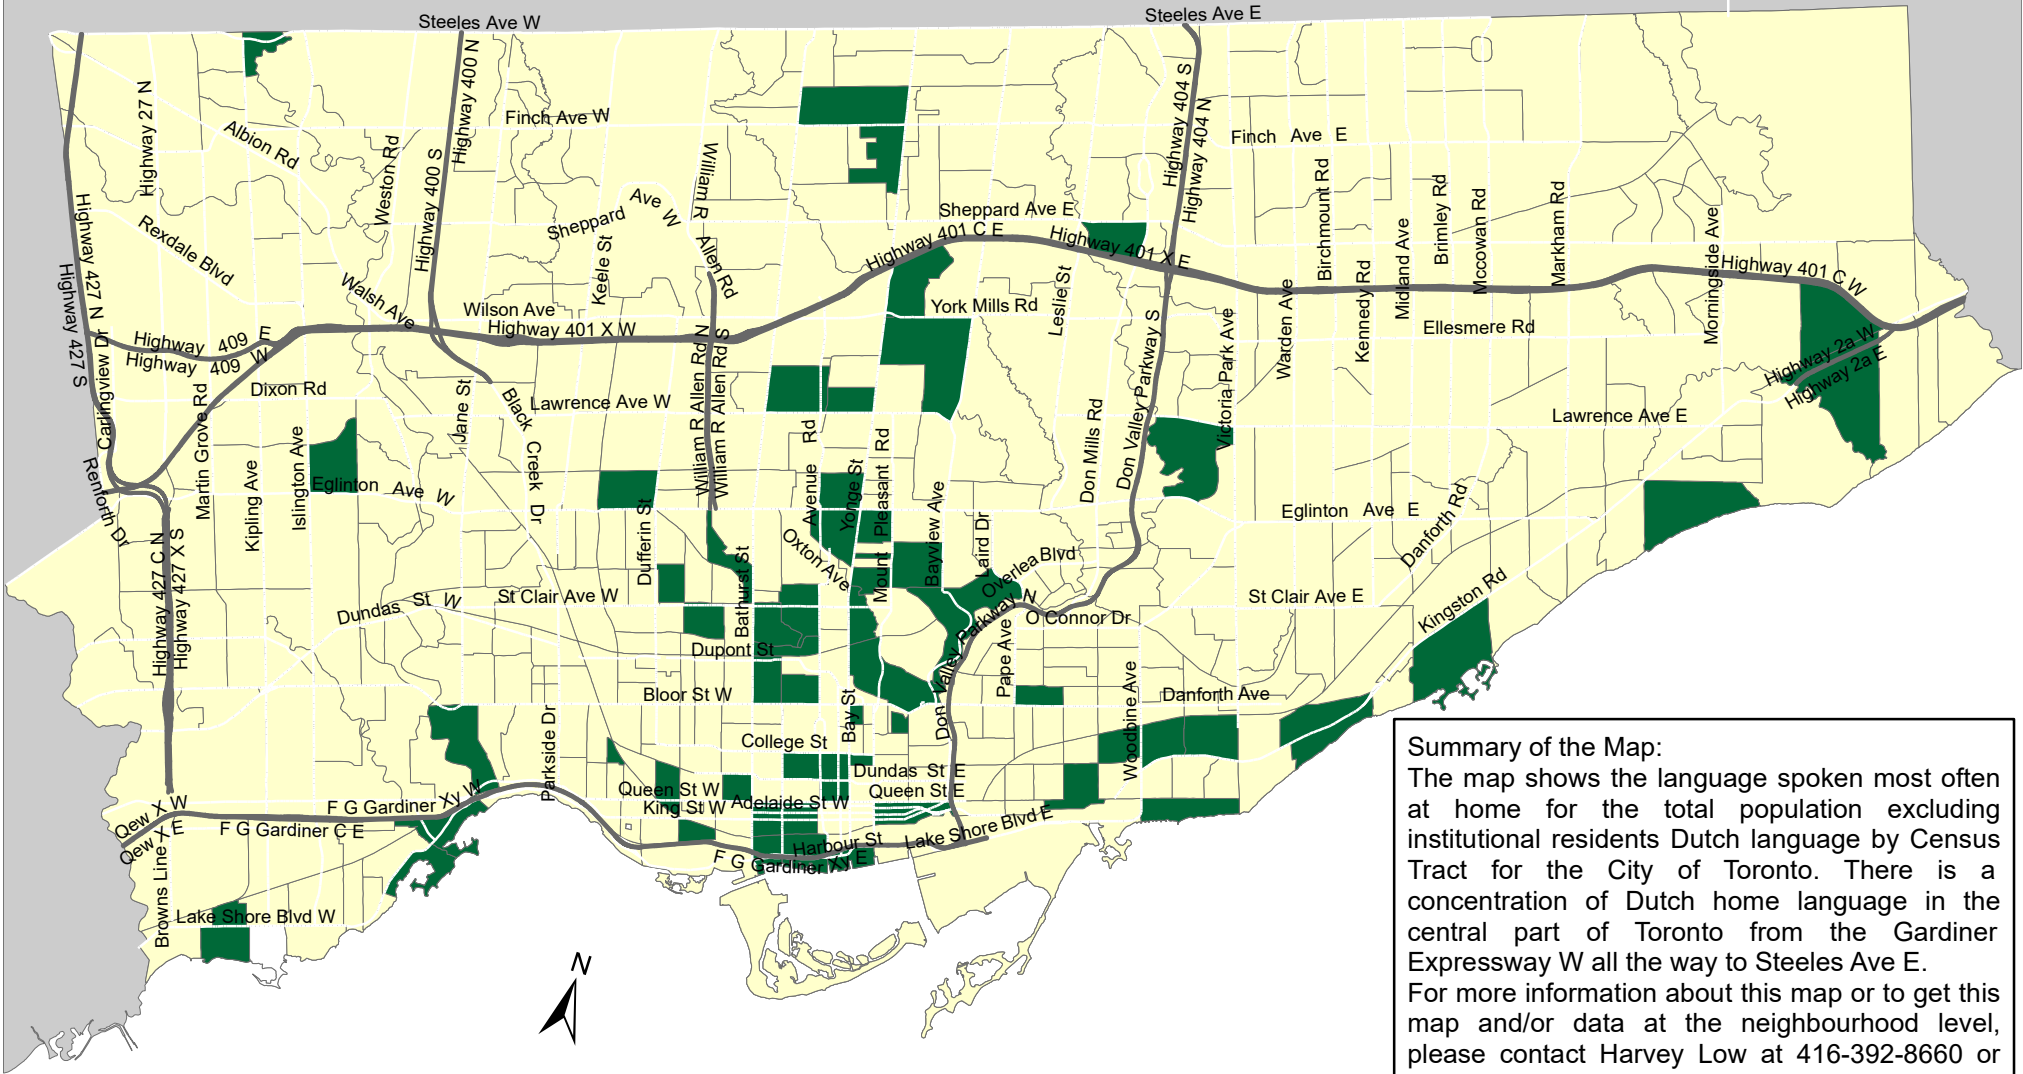 Steeles Ave W
Steeles Ave E
Highway 27 N
Albion Rd
Weston Rd
Highway 400 N
Highway 400 S
Finch Ave W
William R Allen Rd
Highway 404 S
Highway 404 N
Finch Ave E
Highway 427 N
Highway 427 S
Rexdale Blvd
Sheppard Ave W
Keele St
Sheppard Ave E
Highway 401 C E
Highway 401 X E
Birchmount Rd
Midland Ave
Brimley Rd
Mccowan Rd
Markham Rd
Morningside Ave
Highway 401 C W
Walsh Ave
Wilson Ave
Highway 401 X W
York Mills Rd
Leslie St
Warden Ave
Kennedy Rd
Ellesmere Rd
Highway 409 E
Highway 409 W
Carlingview Dr
Dixon Rd
Martin Grove Rd
Jane St
Black Creek Dr
Lawrence Ave W
William R Allen Rd N
William R Allen Rd S
Don Valley Parkway S
Victoria Park Ave
Highway 2a W
Highway 2a E
Lawrence Ave E
Renforth Dr
Kipling Ave
Islington Ave
Eglinton Ave W
Dufferin St
Avenue Rd
Yonge St
Mount Pleasant Rd
Bayview Ave
Laird Dr
Don Mills Rd
Eglinton Ave E
Danforth Rd
Highway 427 C N
Highway 427 X S
Dundas St W
St Clair Ave W
Bathurst St
Oxton Ave
Overlea Blvd
Don Valley Parkway N
O Connor Dr
St Clair Ave E
Kingston Rd
Dupont St
Bloor St W
Bay St
Pape Ave
Woodbine Ave
Danforth Ave
Parkside Dr
College St
Dundas St E
Queen St W
Queen St E
King St W
Adelaide St W
Qew X W
Qew X E
F G Gardiner Xy W
F G Gardiner C E
Harbour St
Lake Shore Blvd E
F G Gardiner Xy E
Browns Line
Lake Shore Blvd W
N
Summary of the Map:
The map shows the language spoken most often
at home for the total population excluding
institutional residents Dutch language by Census
Tract for the City of Toronto. There is a
concentration of Dutch home language in the
central part of Toronto from the Gardiner
Expressway W all the way to Steeles Ave E.
For more information about this map or to get this
map and/or data at the neighbourhood level,
please contact Harvey Low at 416-392-8660 or